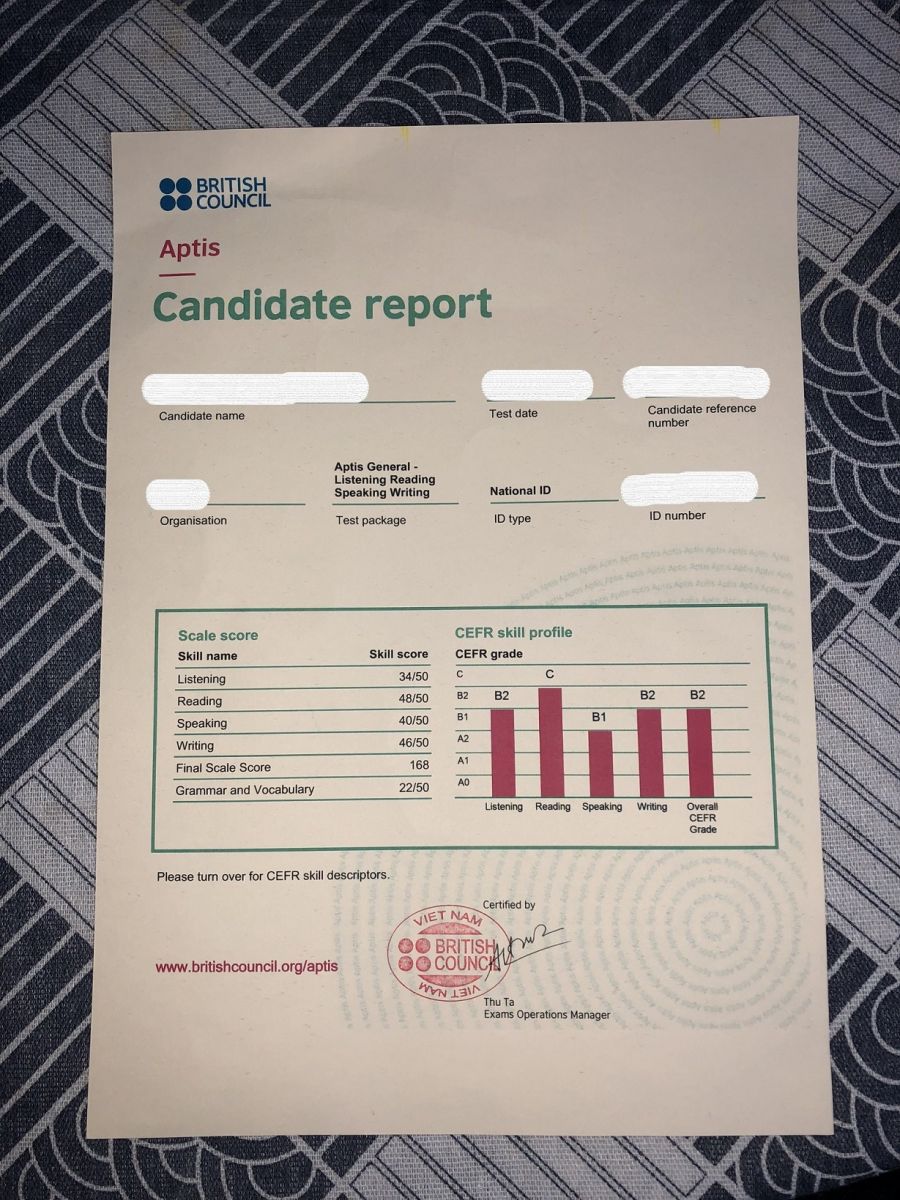 BRITISH
COUNCIL
Aptis
Candidate report
Candidate name
Test date
Candidate reference
number
Organisation
Aptis General -
Listening Reading
Speaking Writing
Test package
National ID
ID type
ID number
Scale score
Skill name Skill score
Listening 34/50
Reading 48/50
Speaking 40/50
Writing 46/50
Final Scale Score 168
Grammar and Vocabulary 22/50
CEFR skill profile
CEFR grade
C
B2
B1
A2
A1
A0
B2 C B1 B2 B2
Listening Reading Speaking Writing Overall
CEFR
Grade
Please turn over for CEFR skill descriptors.
Certified by
VIET NAM
BRITISH
COUNCIL
VIET NAM
www.britishcouncil.org/aptis
Thu Ta
Exams Operations Manager